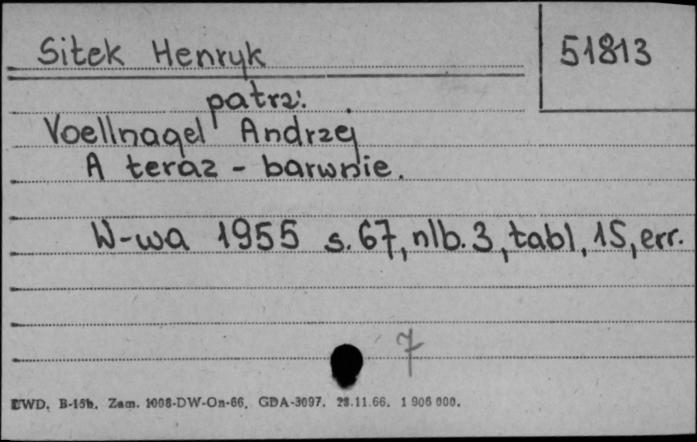 Sitek Henryk
51813
patrz:
Voellnagel Andrzej
A teraz - barwnie.
W-wa 1955 s. 67, nlb. 3, tabl. 15, err.
7
DWD. B-15b. Zam. 1008-DW-On-66. GDA-3097. 28.11.66. 1 906 000.